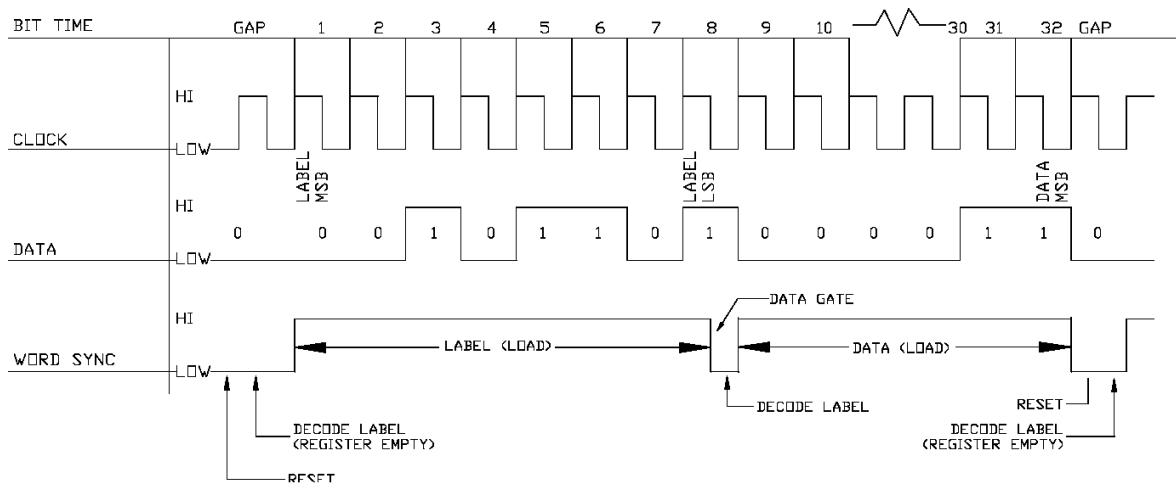 BIT TIME GAP 1 2 3 4 5 6 7 8 9 10 30 31 32 GAP
HI
CLOCK
LOW
LABEL MSB
LABEL LSB
DATA MSB
HI
DATA
LOW
0 0 0 1 0 1 1 0 1 0 0 0 0 1 1 0
DATA GATE
HI
WORD SYNC
LOW
LABEL (LOAD)
DATA (LOAD)
DECODE LABEL
RESET
DECODE LABEL
(REGISTER EMPTY)
DECODE LABEL
(REGISTER EMPTY)
RESET